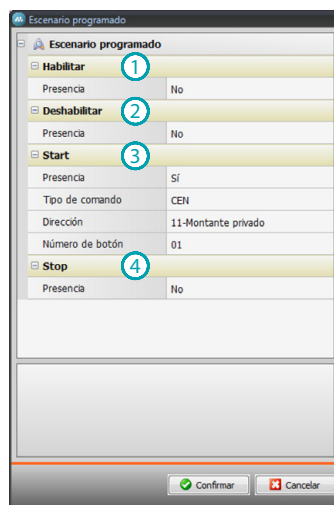 Escenario programado
Escenario programado
Habilitar 1
Presencia No
Deshabilitar 2
Presencia No
Start 3
Presencia Sí
Tipo de comando CEN
Dirección 11-Montante privado
Número de botón 01
Stop 4
Presencia No
Confirmar Cancelar